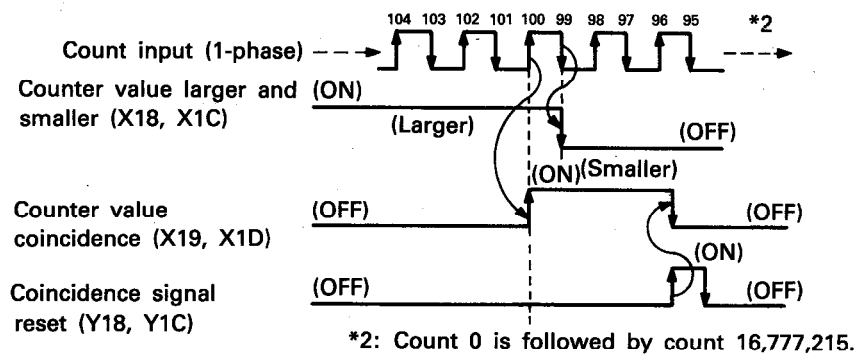 104 103 102 101 100 99 98 97 96 95 *2
Count input (1-phase)
Counter value larger and
smaller (X18, X1C)
(ON)
(Larger)
(OFF)
(ON) (Smaller)
Counter value
coincidence (X19, X1D)
(OFF)
(OFF)
(ON)
Coincidence signal
reset (Y18, Y1C)
(OFF)
(OFF)
*2: Count 0 is followed by count 16,777,215.